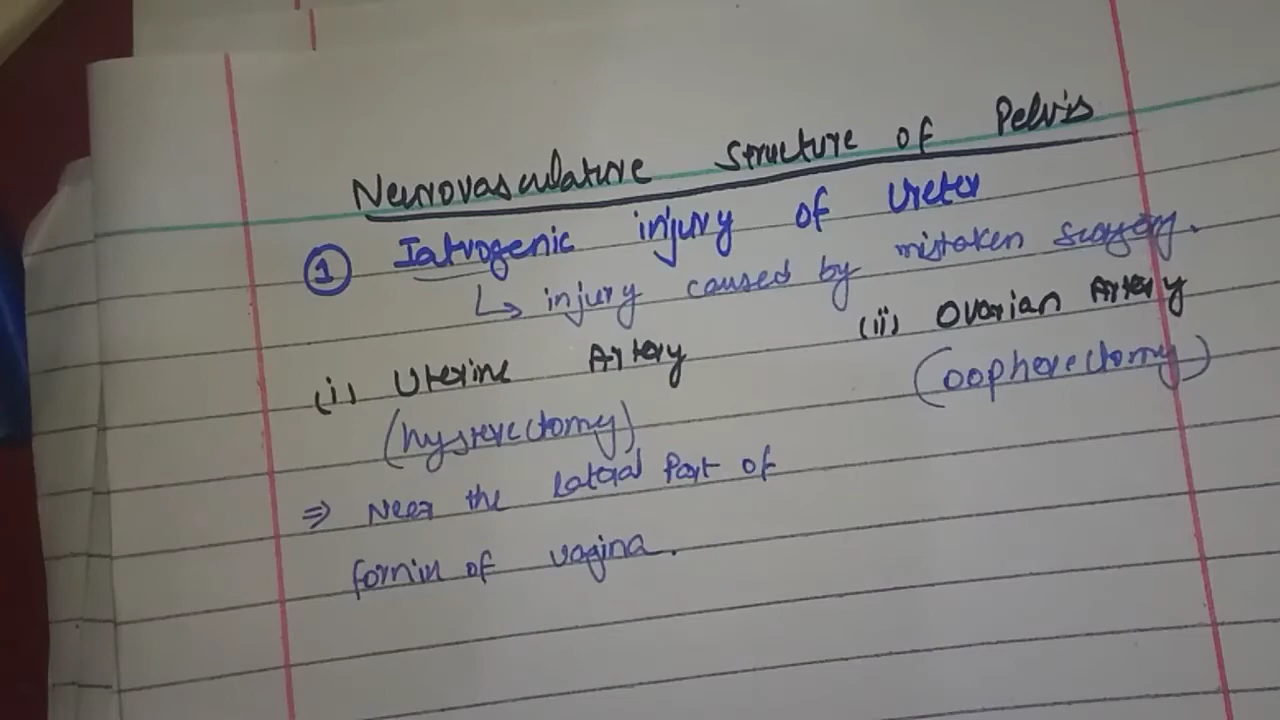 Neurovasculature Structure of Pelvis
① Iatrogenic injury of Ureter
↳ injury caused by mistaken surgery.
(i) Uterine Artery (ii) Ovarian Artery
(hysterectomy) (oopherectomy)
⇒ Near the lateral Part of
fornix of vagina.